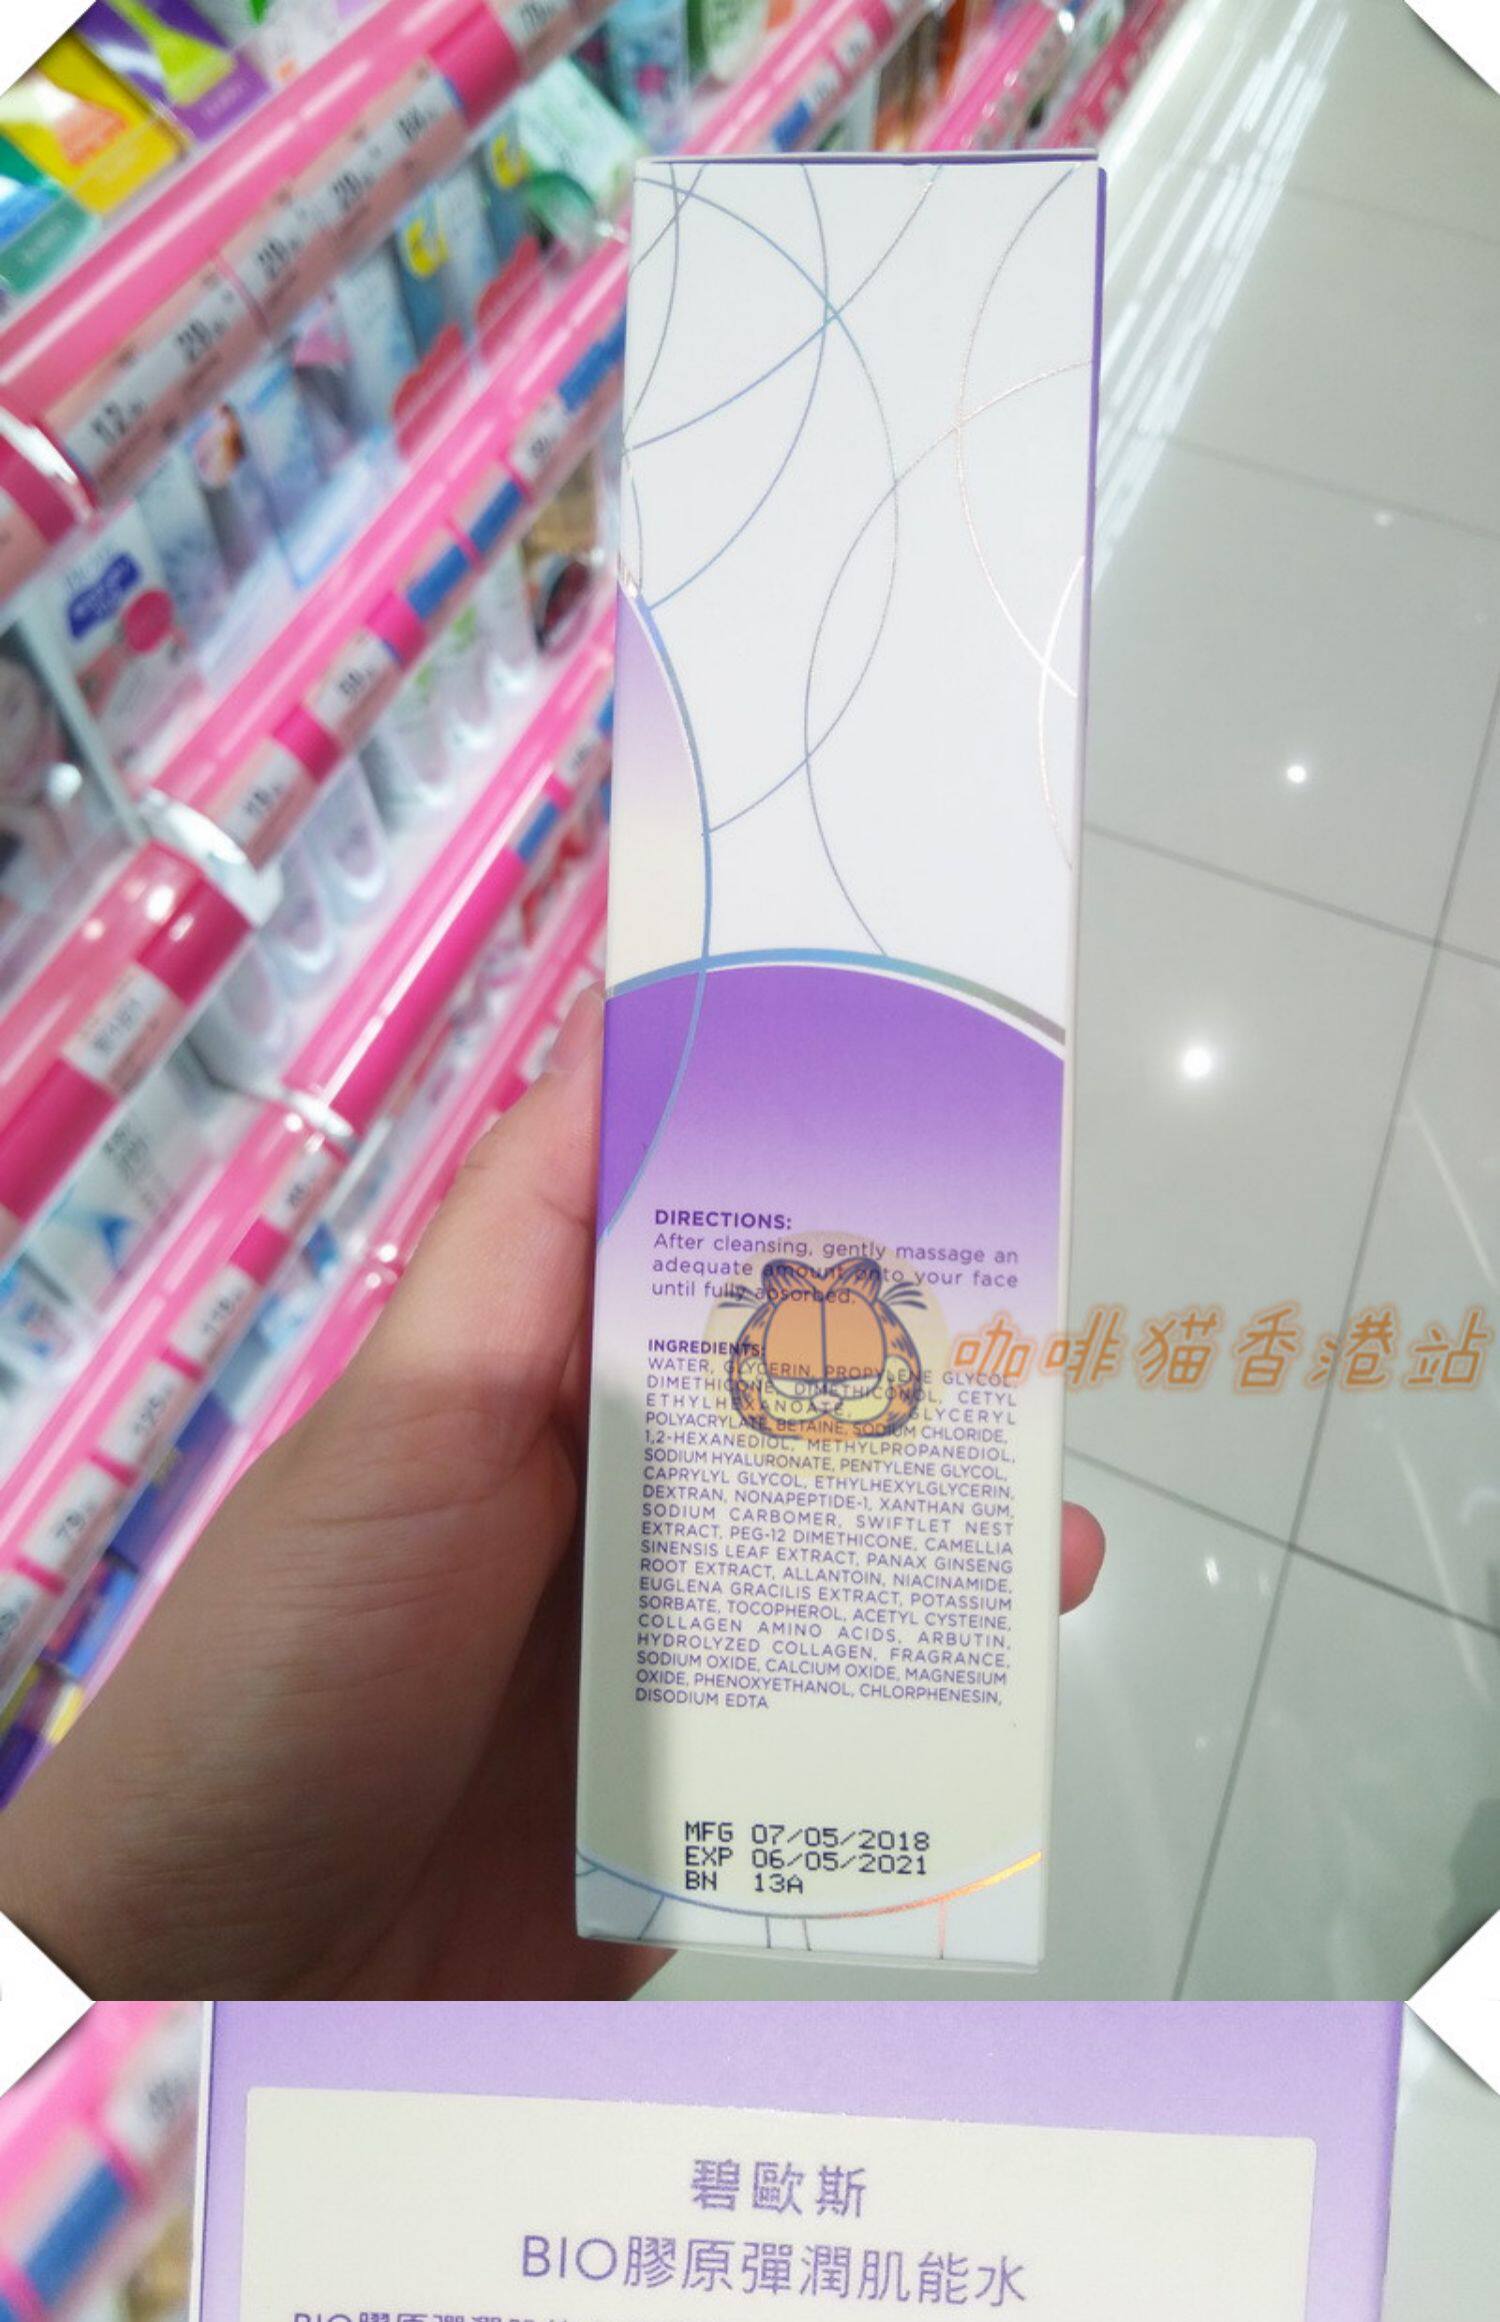 DIRECTIONS:
After cleansing, gently massage an
adequate amount onto your face
until fully absorbed.
INGREDIENTS:
WATER, GLYCERIN, PROPYLENE GLYCOL,
DIMETHICONE, DIMETHICONOL, CETYL
ETHYLHEXANOATE, GLYCERYL
POLYACRYLATE, BETAINE, SODIUM CHLORIDE,
1,2-HEXANEDIOL, METHYLPROPANEDIOL,
SODIUM HYALURONATE, PENTYLENE GLYCOL,
CAPRYLYL GLYCOL, ETHYLHEXYLGLYCERIN,
DEXTRAN, NONAPEPTIDE-1, XANTHAN GUM,
SODIUM CARBOMER, SWIFTLET NEST
EXTRACT, PEG-12 DIMETHICONE, CAMELLIA
SINENSIS LEAF EXTRACT, PANAX GINSENG
ROOT EXTRACT, ALLANTOIN, NIACINAMIDE,
EUGLENA GRACILIS EXTRACT, POTASSIUM
SORBATE, TOCOPHEROL, ACETYL CYSTEINE,
COLLAGEN AMINO ACIDS, ARBUTIN,
HYDROLYZED COLLAGEN, FRAGRANCE,
SODIUM OXIDE, CALCIUM OXIDE, MAGNESIUM
OXIDE, PHENOXYETHANOL, CHLORPHENESIN,
DISODIUM EDTA
咖啡猫香港站
MFG 07/05/2018
EXP 06/05/2021
BN 13A
碧歐斯
BIO膠原彈潤肌能水